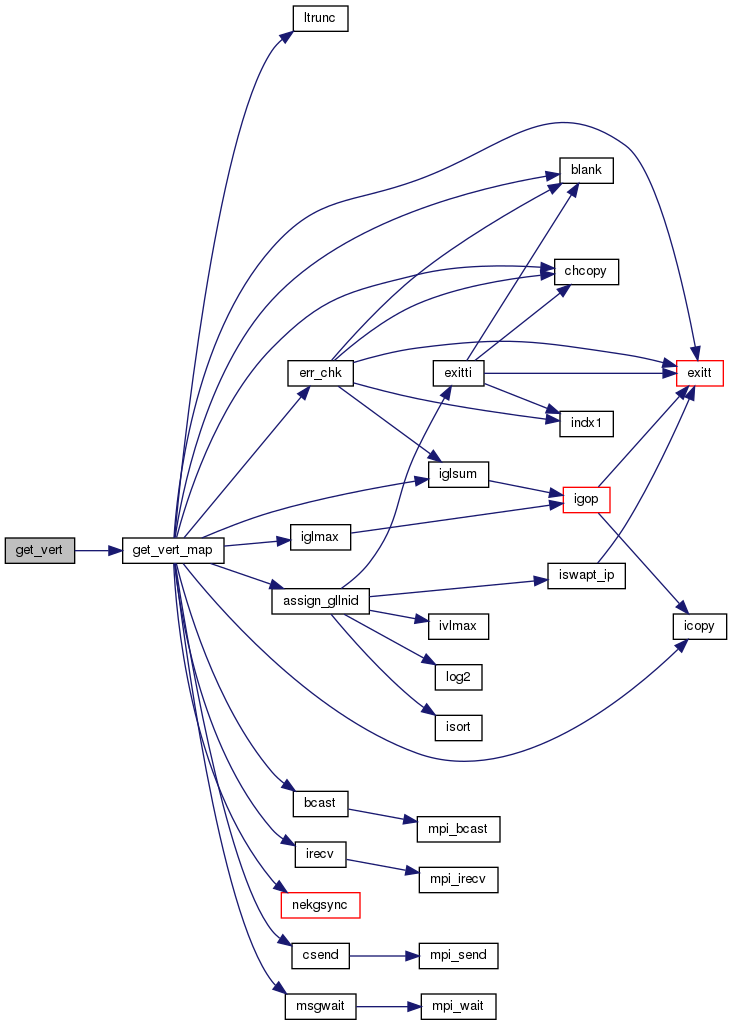 ltrunc
blank
chcopy
err_chk
exitti
exitt
indx1
iglsum
igop
get_vert
get_vert_map
iglmax
iswapt_ip
assign_gllnid
ivlmax
icopy
log2
isort
bcast
mpi_bcast
irecv
mpi_irecv
nekgsync
csend
mpi_send
msgwait
mpi_wait